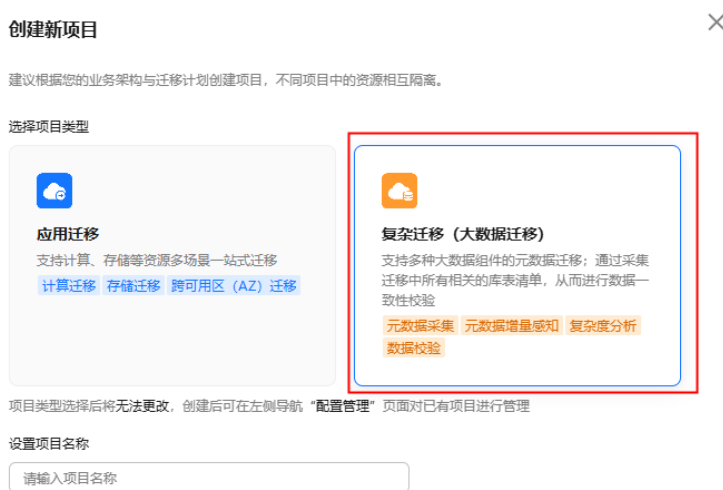 创建新项目
建议根据您的业务架构与迁移计划创建项目，不同项目中的资源相互隔离。
选择项目类型
应用迁移
支持计算、存储等资源多场景一站式迁移
计算迁移 存储迁移 跨可用区（AZ）迁移
复杂迁移（大数据迁移）
支持多种大数据组件的元数据迁移；通过采集
迁移中所有相关的库表清单，从而进行数据一
致性校验
元数据采集 元数据增量感知 复杂度分析
数据校验
项目类型选择后将无法更改，创建后可在左侧导航“配置管理”页面对已有项目进行管理
设置项目名称
请输入项目名称